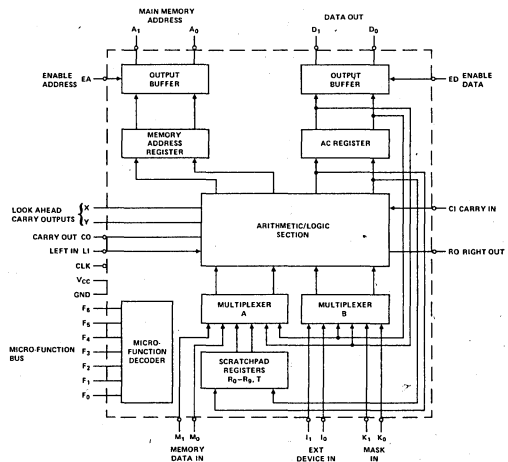 MAIN MEMORY
ADDRESS
A1 A0
DATA OUT
D1 D0
ENABLE
ADDRESS EA
OUTPUT
BUFFER
OUTPUT
BUFFER
ED ENABLE
DATA
MEMORY
ADDRESS
REGISTER
AC REGISTER
LOOK AHEAD
CARRY OUTPUTS
X
Y
ARITHMETIC/LOGIC
SECTION
CI CARRY IN
CARRY OUT CO
LEFT IN LI
RO RIGHT OUT
CLK
VCC
GND
MULTIPLEXER
A
MULTIPLEXER
B
MICRO-FUNCTION
BUS
F6
F5
F4
F3
F2
F1
F0
MICRO-
FUNCTION
DECODER
SCRATCHPAD
REGISTERS
R0–R9, T
M1 M0
I1 I0
K1 K0
MEMORY
DATA IN
EXT
DEVICE IN
MASK
IN